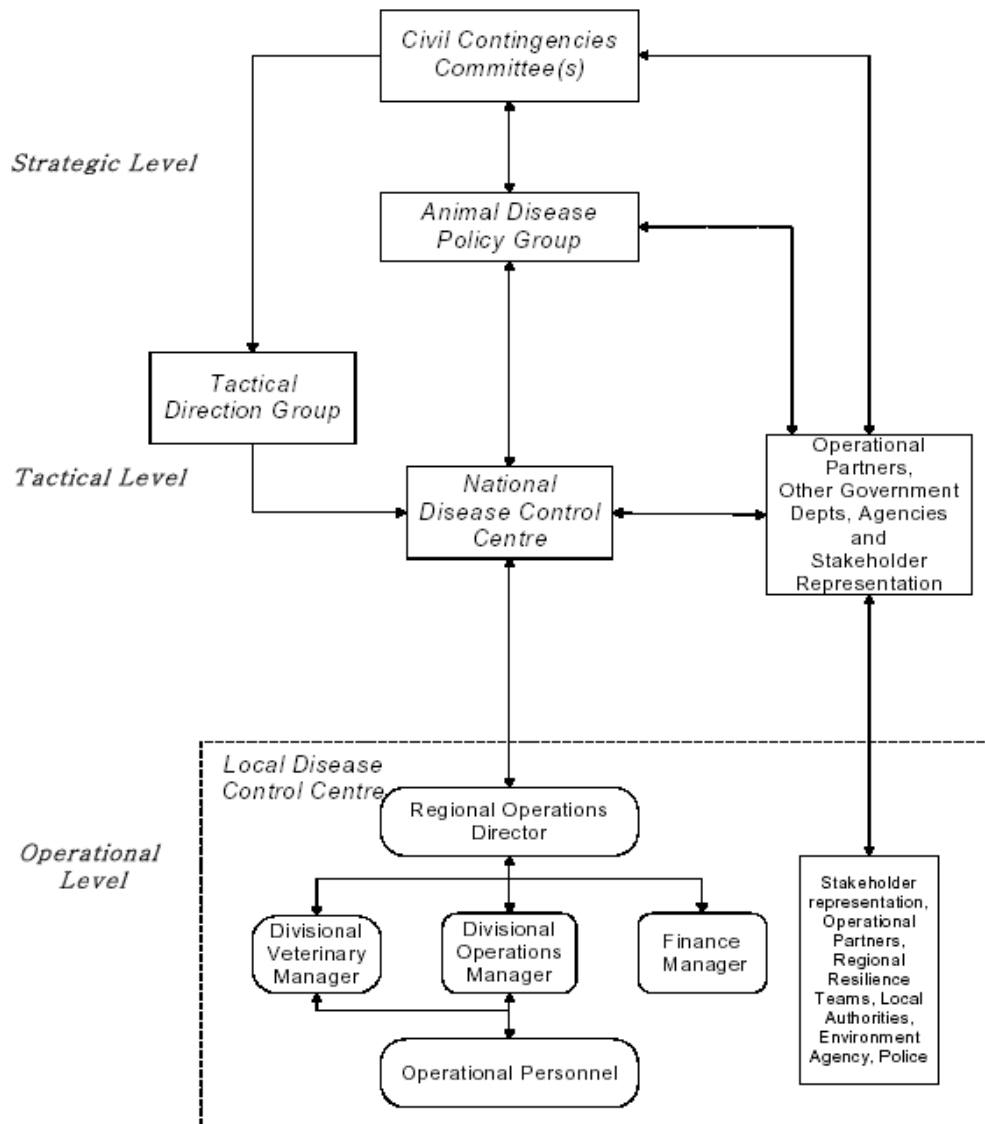 Civil Contingencies
Committee(s)
Strategic Level
Animal Disease
Policy Group
Tactical
Direction Group
Tactical Level
National
Disease Control
Centre
Operational
Partners,
Other Government
Depts, Agencies
and
Stakeholder
Representation
Local Disease
Control Centre
Regional Operations
Director
Operational
Level
Divisional
Veterinary
Manager
Divisional
Operations
Manager
Finance
Manager
Stakeholder
representation,
Operational
Partners,
Regional
Resilience
Teams, Local
Authorities,
Environment
Agency, Police
Operational Personnel